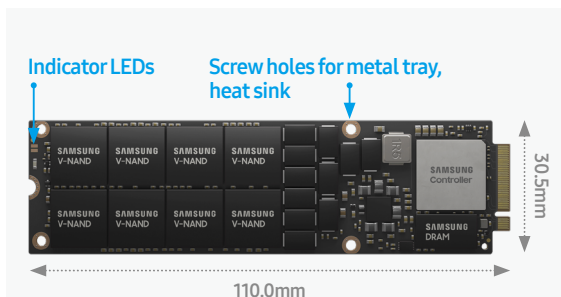 Indicator LEDs
Screw holes for metal tray,
heat sink
SAMSUNG
V-NAND
SAMSUNG
V-NAND
SAMSUNG
V-NAND
SAMSUNG
V-NAND
SAMSUNG
V-NAND
SAMSUNG
V-NAND
SAMSUNG
V-NAND
SAMSUNG
V-NAND
1R5
SAMSUNG
Controller
SAMSUNG
DRAM
30.5mm
110.0mm